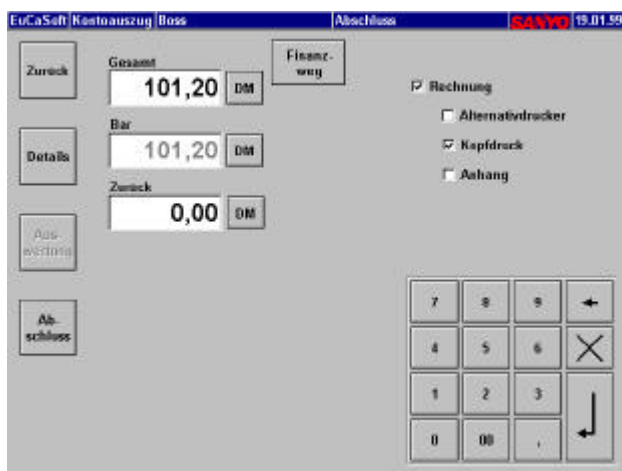 EuCaSoft Kontoauszug Boss Abschluss SANYO 19.01.99
Zurück
Gesamt
101,20 DM
Finanz-
weg
Rechnung
Alternativdrucker
Kopfdruck
Anhang
Details
Bar
101,20 DM
Zurück
0,00 DM
Aus-
wertung
Ab-
schluss
7 8 9
4 5 6
1 2 3
0 00 ,